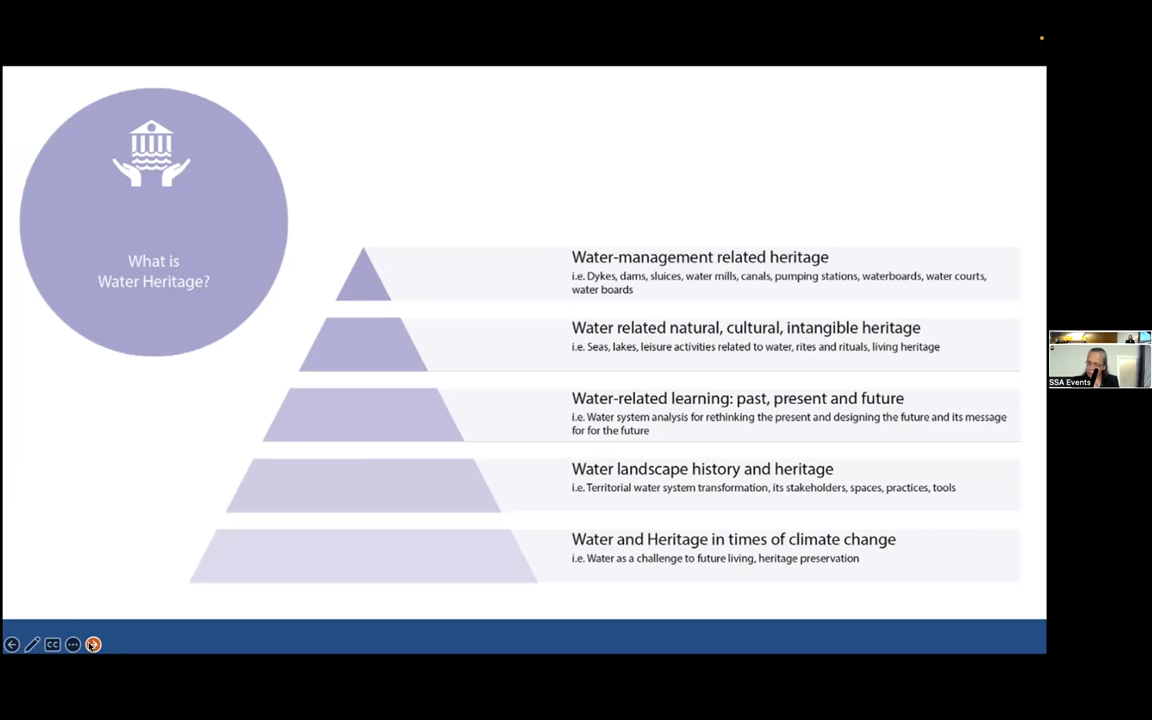 What is
Water Heritage?
Water-management related heritage
i.e. Dykes, dams, sluices, water mills, canals, pumping stations, waterboards, water courts,
water boards
Water related natural, cultural, intangible heritage
i.e. Seas, lakes, leisure activities related to water, rites and rituals, living heritage
Water-related learning: past, present and future
i.e. Water system analysis for rethinking the present and designing the future and its message
for for the future
Water landscape history and heritage
i.e. Territorial water system transformation, its stakeholders, spaces, practices, tools
Water and Heritage in times of climate change
i.e. Water as a challenge to future living, heritage preservation
CC
SSA Events